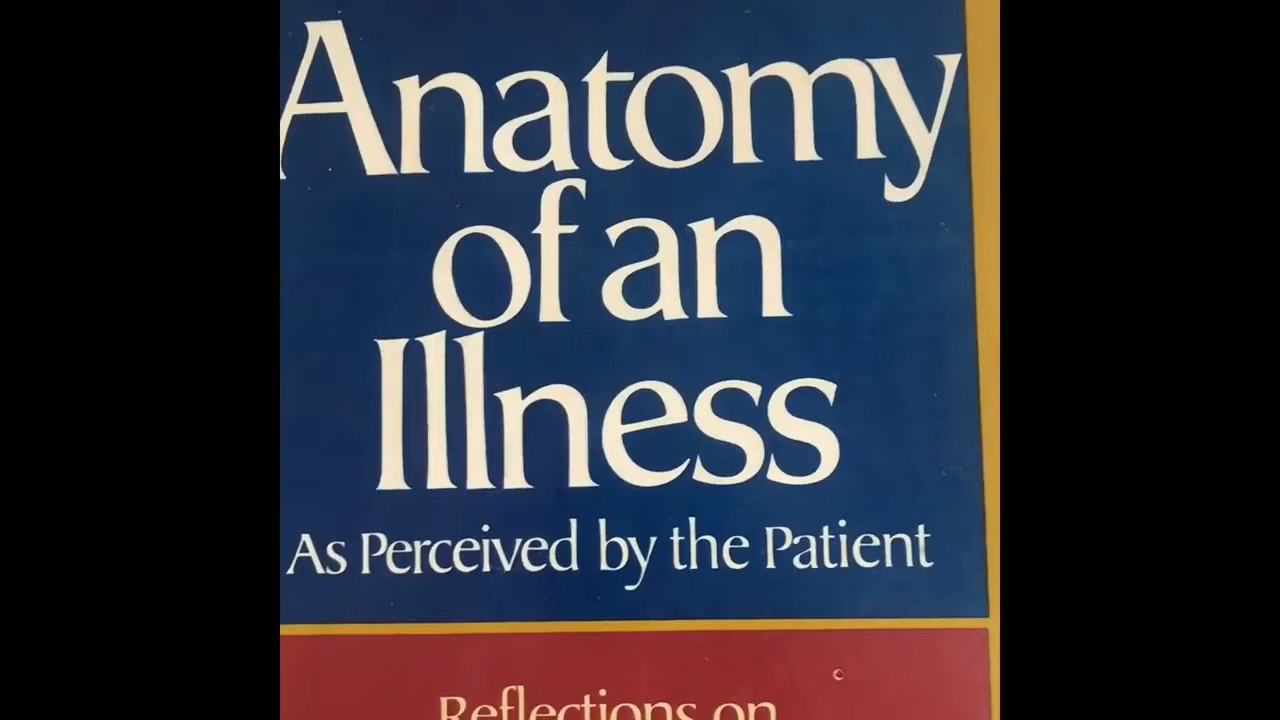 Anatomy
of an
Illness
As Perceived by the Patient
Reflections on